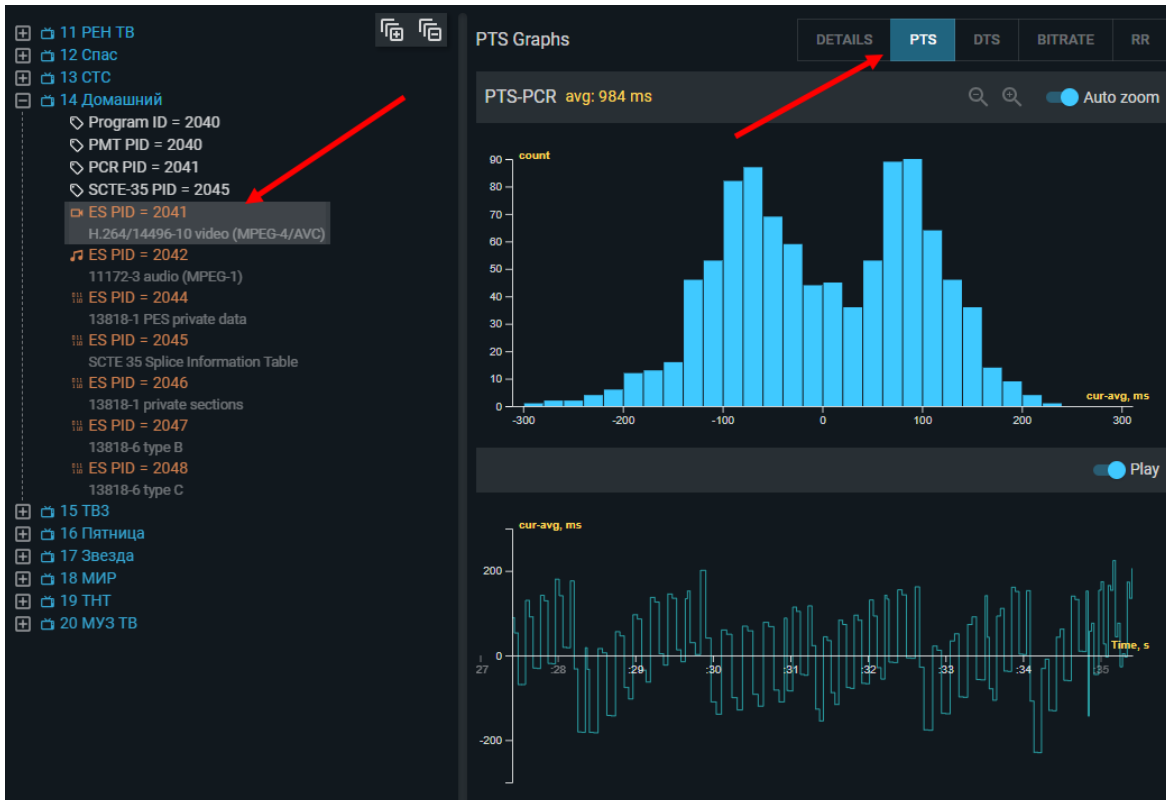 11 РЕН ТВ
12 Спас
13 СТС
14 Домашний
Program ID = 2040
PMT PID = 2040
PCR PID = 2041
SCTE-35 PID = 2045
ES PID = 2041
H.264/14496-10 video (MPEG-4/AVC)
ES PID = 2042
11172-3 audio (MPEG-1)
ES PID = 2044
13818-1 PES private data
ES PID = 2045
SCTE 35 Splice Information Table
ES PID = 2046
13818-1 private sections
ES PID = 2047
13818-6 type B
ES PID = 2048
13818-6 type C
15 ТВ3
16 Пятница
17 Звезда
18 МИР
19 ТНТ
20 МУЗ ТВ
PTS Graphs
DETAILS PTS DTS BITRATE RR
PTS-PCR avg: 984 ms
Auto zoom
count
90
80
70
60
50
40
30
20
10
0
cur-avg, ms
-300 -200 -100 0 100 200 300
Play
cur-avg, ms
200
0
Time, s
27 :28 :29 :30 :31 :32 :33 :34 :35
-200